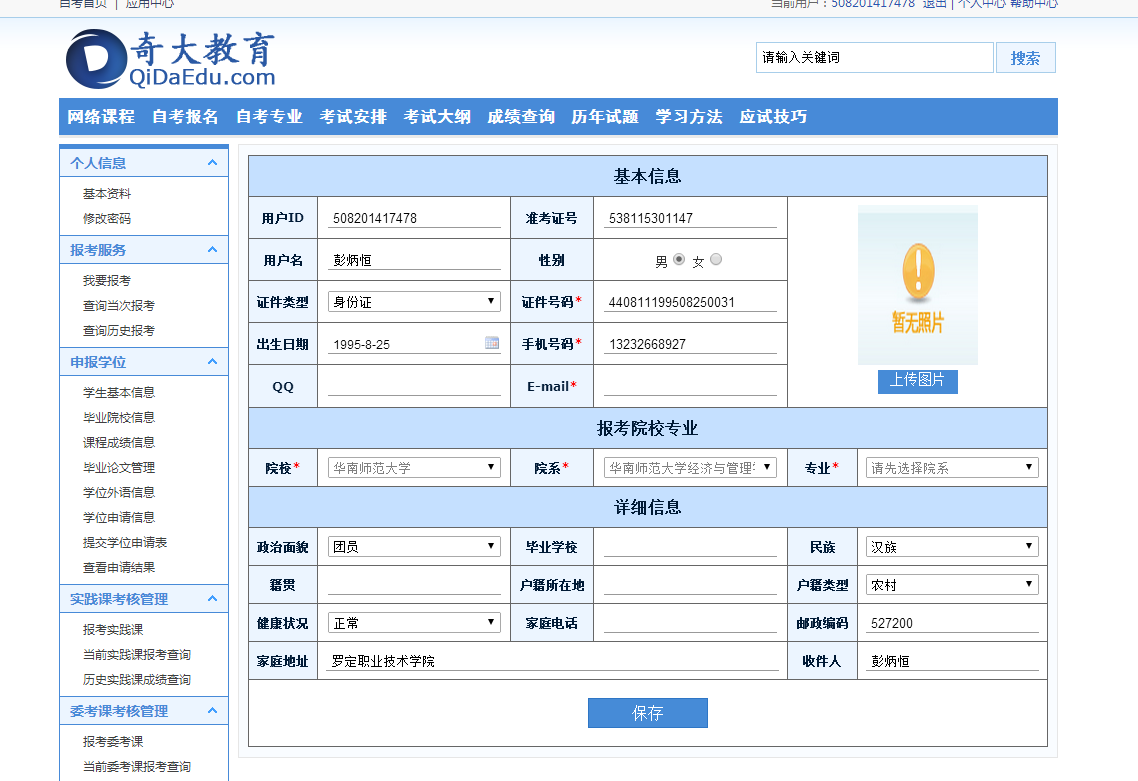 自考首页 | 应用中心
当前用户：508201417478 退出 | 个人中心 帮助中心
奇大教育
QiDaEdu.com
请输入关键词
搜索
网络课程 自考报名 自考专业 考试安排 考试大纲 成绩查询 历年试题 学习方法 应试技巧
个人信息
基本资料
修改密码
报考服务
我要报考
查询当次报考
查询历史报考
申报学位
学生基本信息
毕业院校信息
课程成绩信息
毕业论文管理
学位外语信息
学位申请信息
提交学位申请表
查看申请结果
实践课考核管理
报考实践课
当前实践课报考查询
历史实践课成绩查询
委考课考核管理
报考委考课
当前委考课报考查询
基本信息
用户ID 508201417478 准考证号 538115301147
用户名 彭炳恒 性别 男 女
证件类型 身份证 证件号码* 440811199508250031
出生日期 1995-8-25 手机号码* 13232668927
QQ E-mail*
暂无照片
上传图片
报考院校专业
院校* 华南师范大学 院系* 华南师范大学经济与管理 专业* 请先选择院系
详细信息
政治面貌 团员 毕业学校 民族 汉族
籍贯 户籍所在地 户籍类型 农村
健康状况 正常 家庭电话 邮政编码 527200
家庭地址 罗定职业技术学院 收件人 彭炳恒
保存